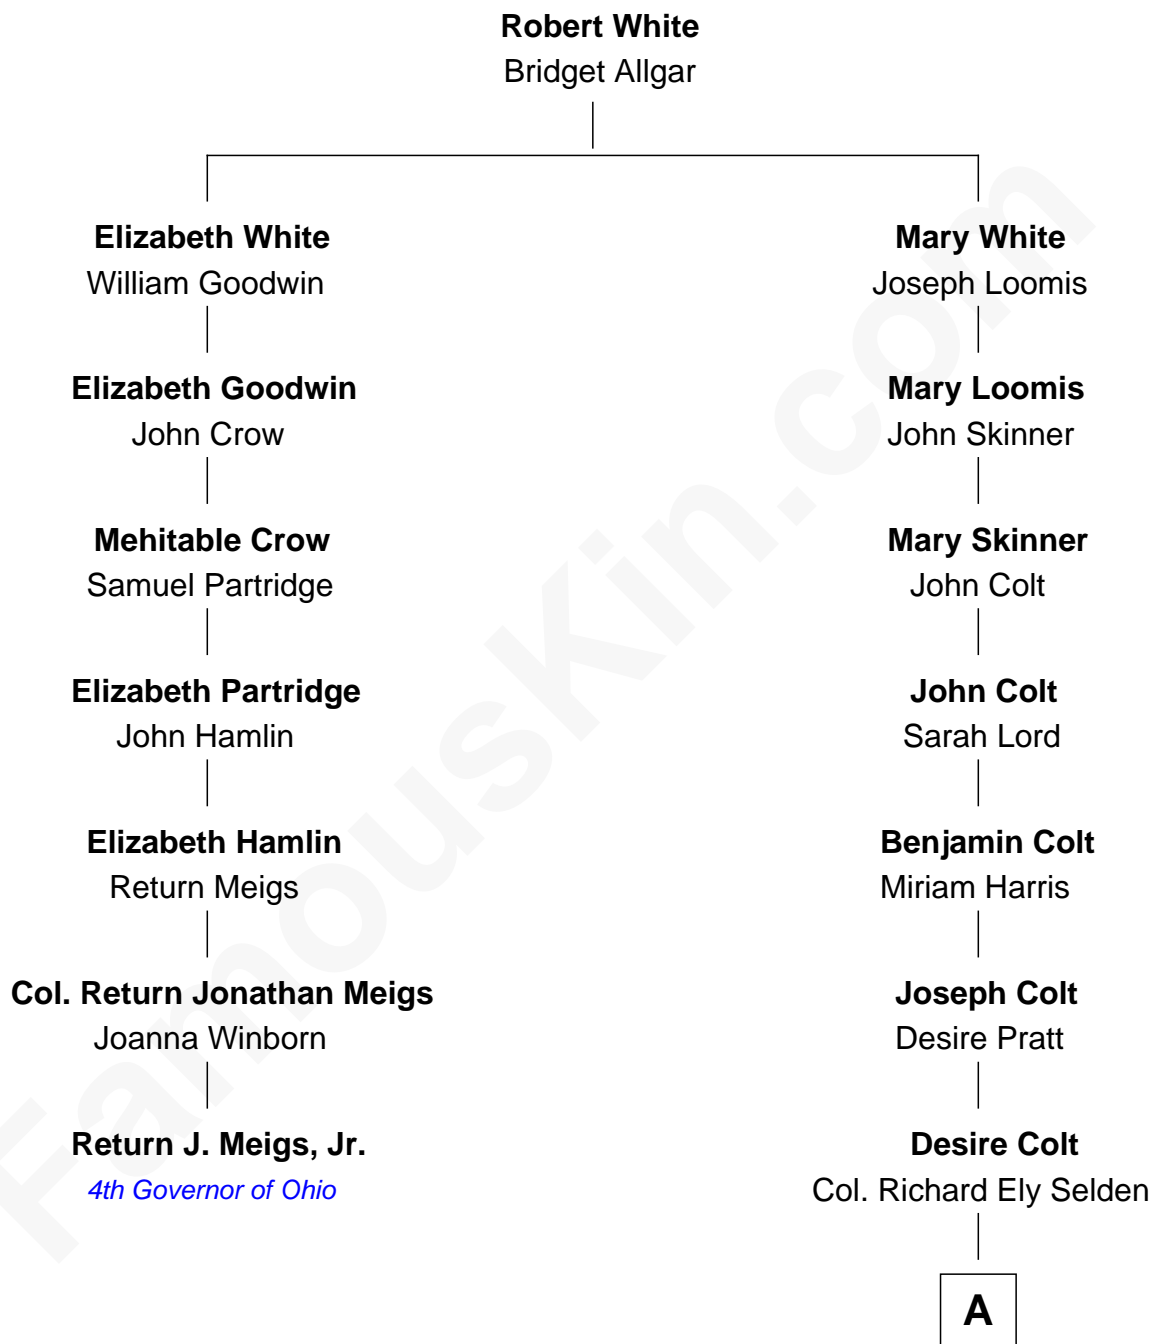 Robert White
Bridget Allgar
Elizabeth White
William Goodwin
Mary White
Joseph Loomis
Elizabeth Goodwin
John Crow
Mary Loomis
John Skinner
Mehitable Crow
Samuel Partridge
Mary Skinner
John Colt
Elizabeth Partridge
John Hamlin
John Colt
Sarah Lord
Elizabeth Hamlin
Return Meigs
Benjamin Colt
Miriam Harris
Col. Return Jonathan Meigs
Joanna Winborn
Joseph Colt
Desire Pratt
Return J. Meigs, Jr.
4th Governor of Ohio
Desire Colt
Col. Richard Ely Selden
A
FamousKin.com